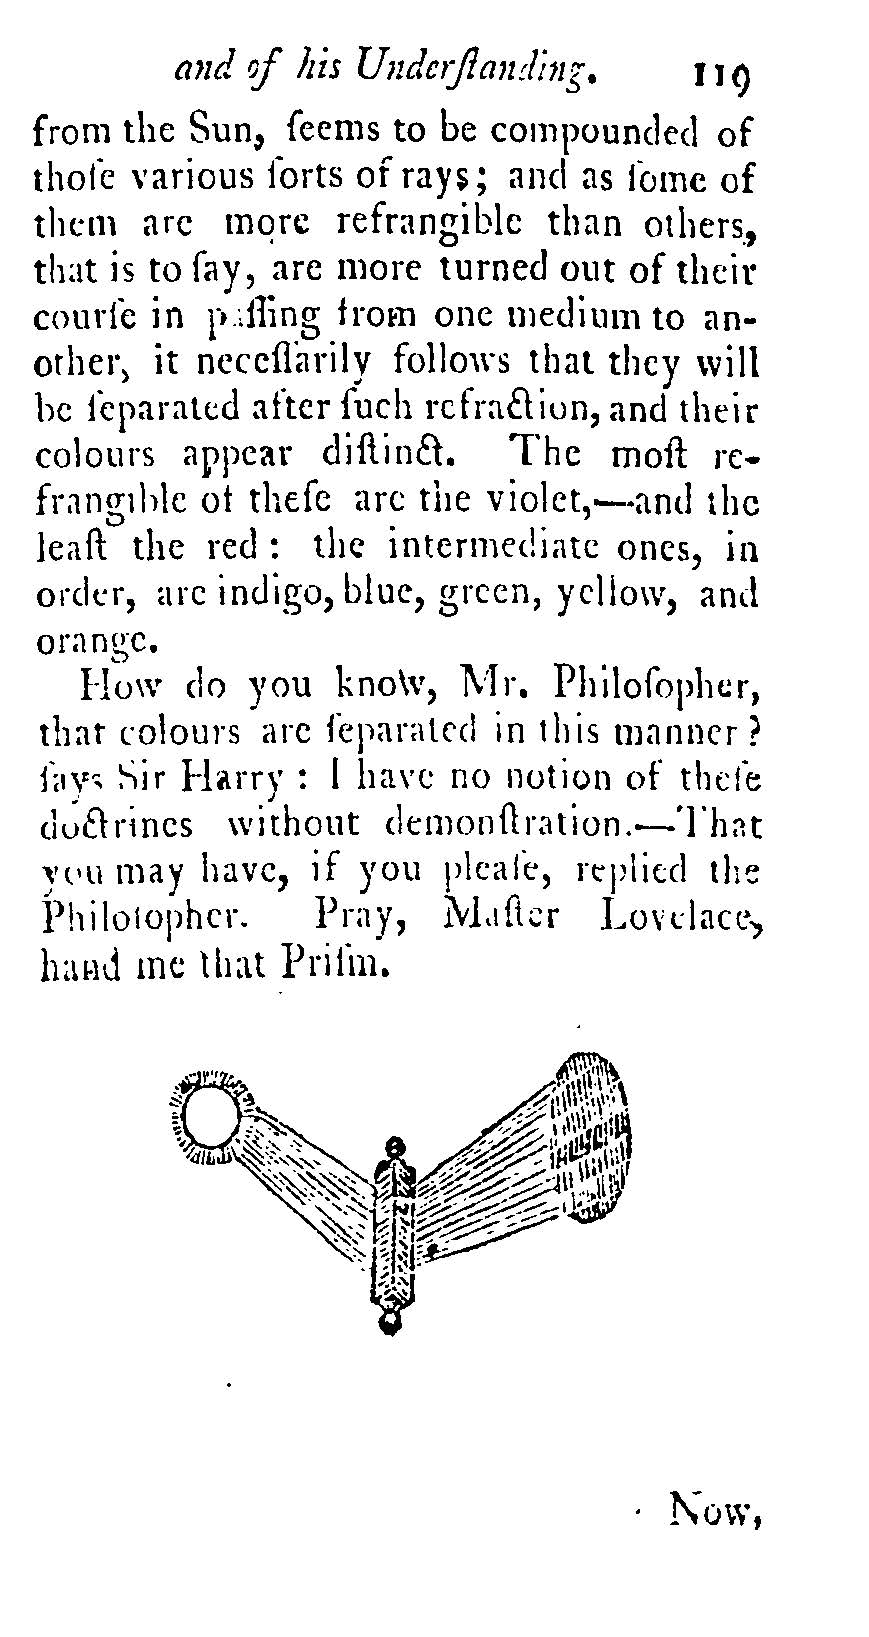 and of his Underſtanding. 119
from the Sun, ſeems to be compounded of
thoſe various ſorts of rays; and as ſome of
them are more refrangible than others,
that is to ſay, are more turned out of their
courſe in paſſing from one medium to an-
other, it neceſſarily follows that they will
be ſeparated after ſuch refraction, and their
colours appear diſtinct. The moſt re-
frangible of theſe are the violet,—and the
leaſt the red: the intermediate ones, in
order, are indigo, blue, green, yellow, and
orange.
How do you know, Mr. Philoſopher,
that colours are ſeparated in this manner?
ſays Sir Harry: I have no notion of theſe
doctrines without demonſtration.—That
you may have, if you pleaſe, replied the
Philoſopher. Pray, Maſter Lovelace,
hand me that Priſm.
Now,